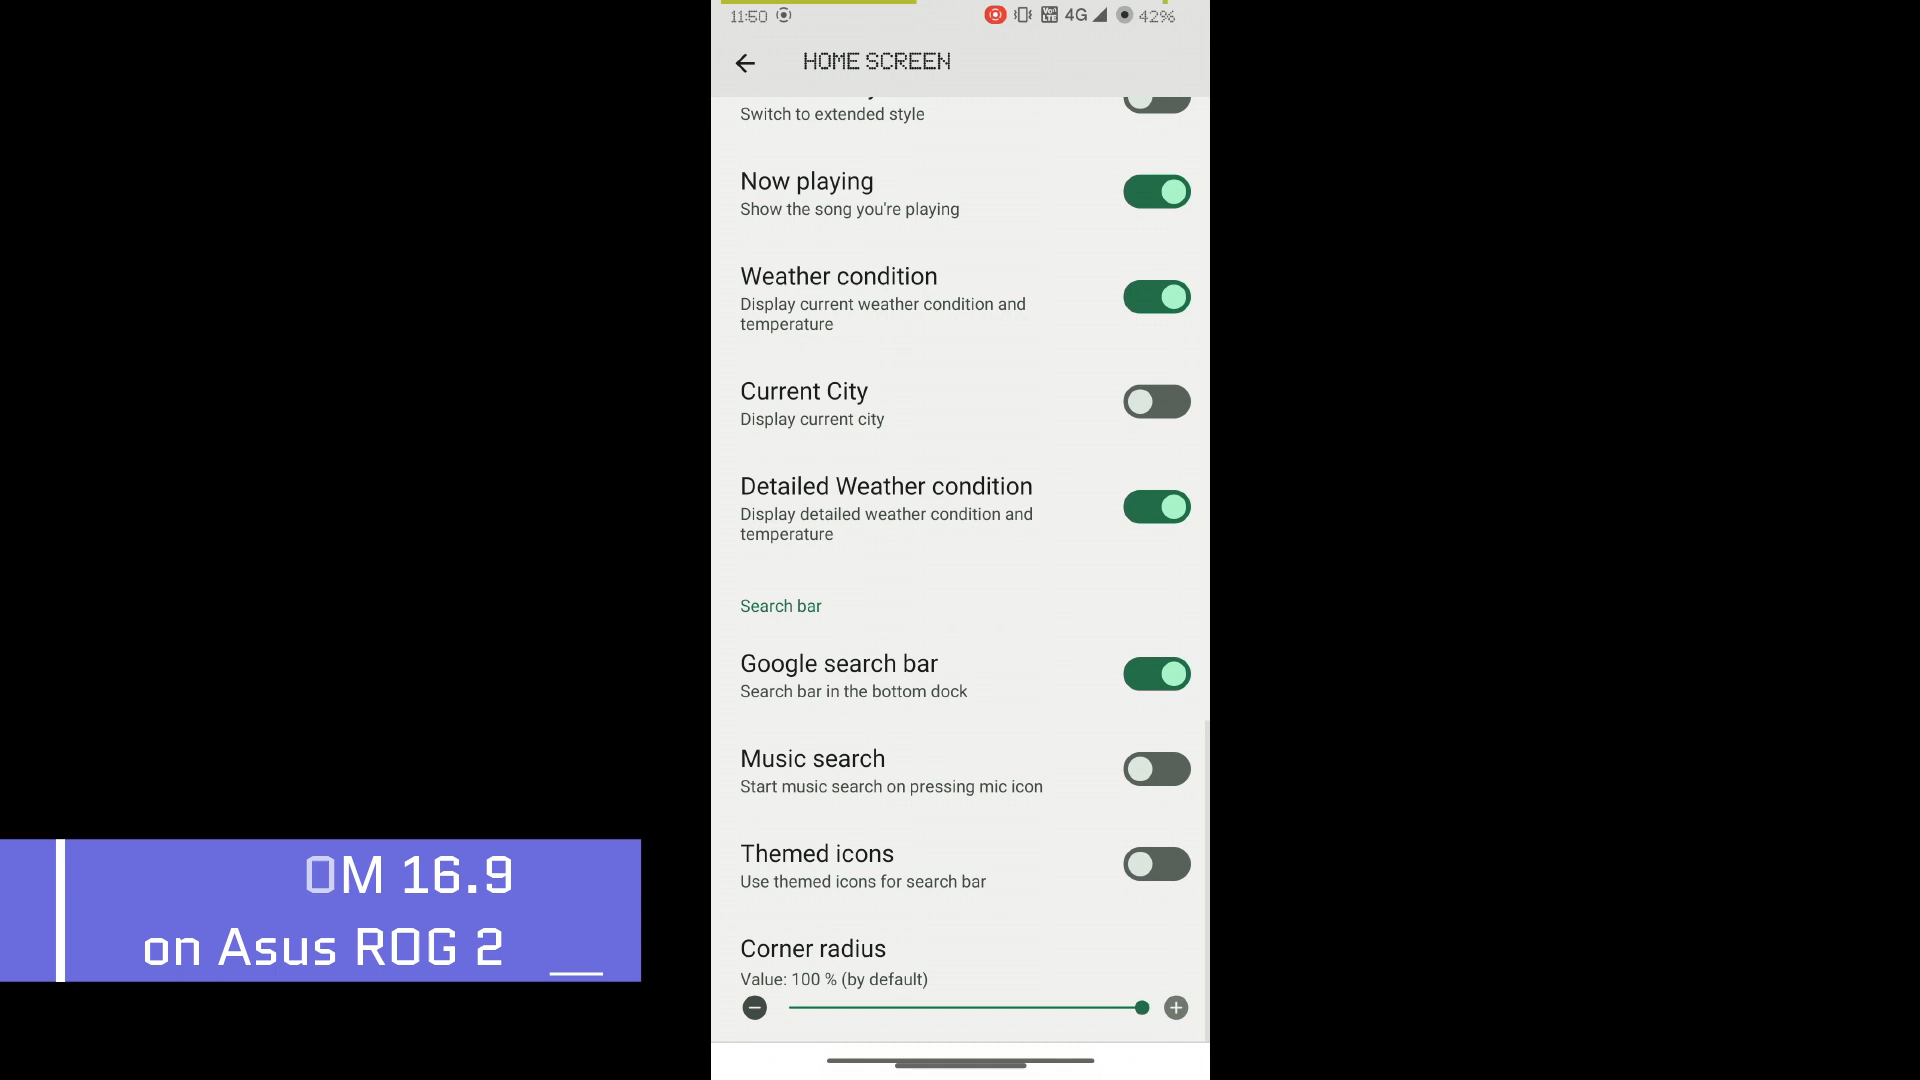 11:50
4G 42%
HOME SCREEN
Switch to extended style
Now playing
Show the song you're playing
Weather condition
Display current weather condition and
temperature
Current City
Display current city
Detailed Weather condition
Display detailed weather condition and
temperature
Search bar
Google search bar
Search bar in the bottom dock
Music search
Start music search on pressing mic icon
Themed icons
Use themed icons for search bar
Corner radius
Value: 100 % (by default)
OM 16.9
on Asus ROG 2